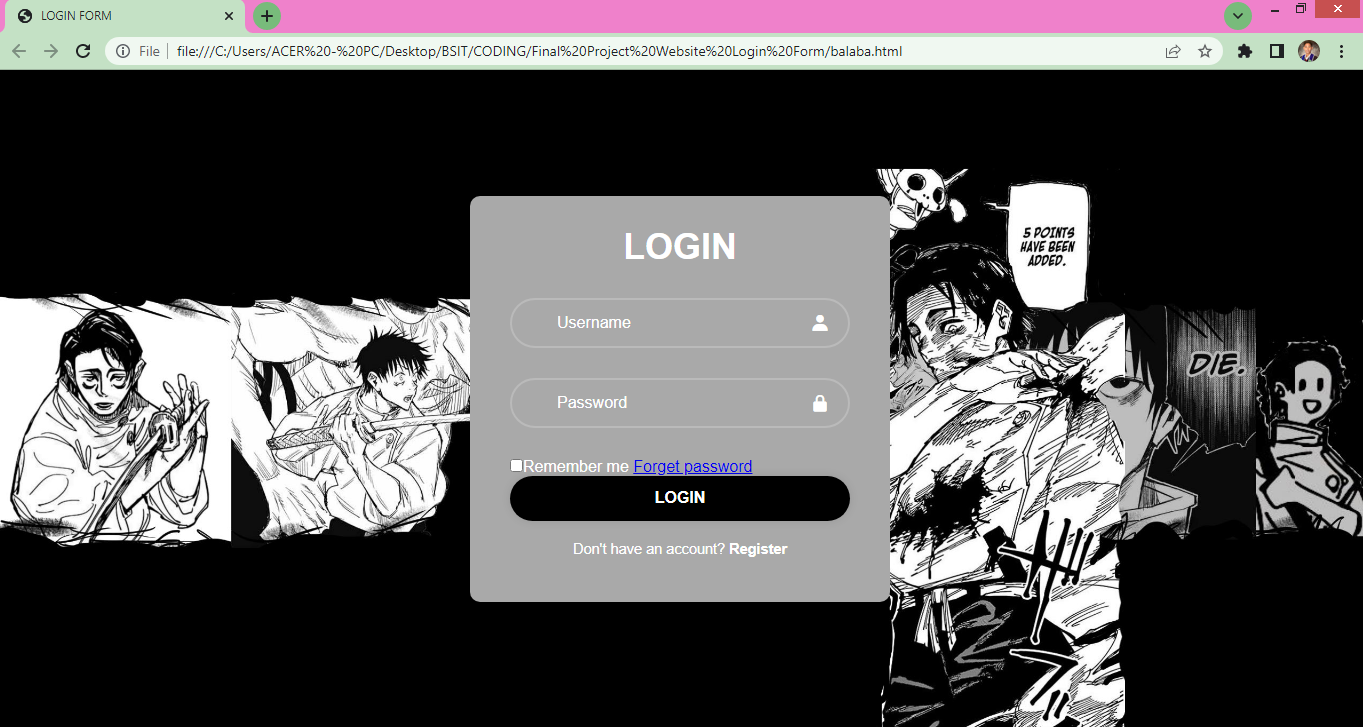 LOGIN FORM
File
file:///C:/Users/ACER%20-%20PC/Desktop/BSIT/CODING/Final%20Project%20Website%20Login%20Form/balaba.html
5 POINTS
HAVE BEEN
ADDED.
LOGIN
Username
Password
DIE.
Remember me Forget password
LOGIN
Don't have an account? Register